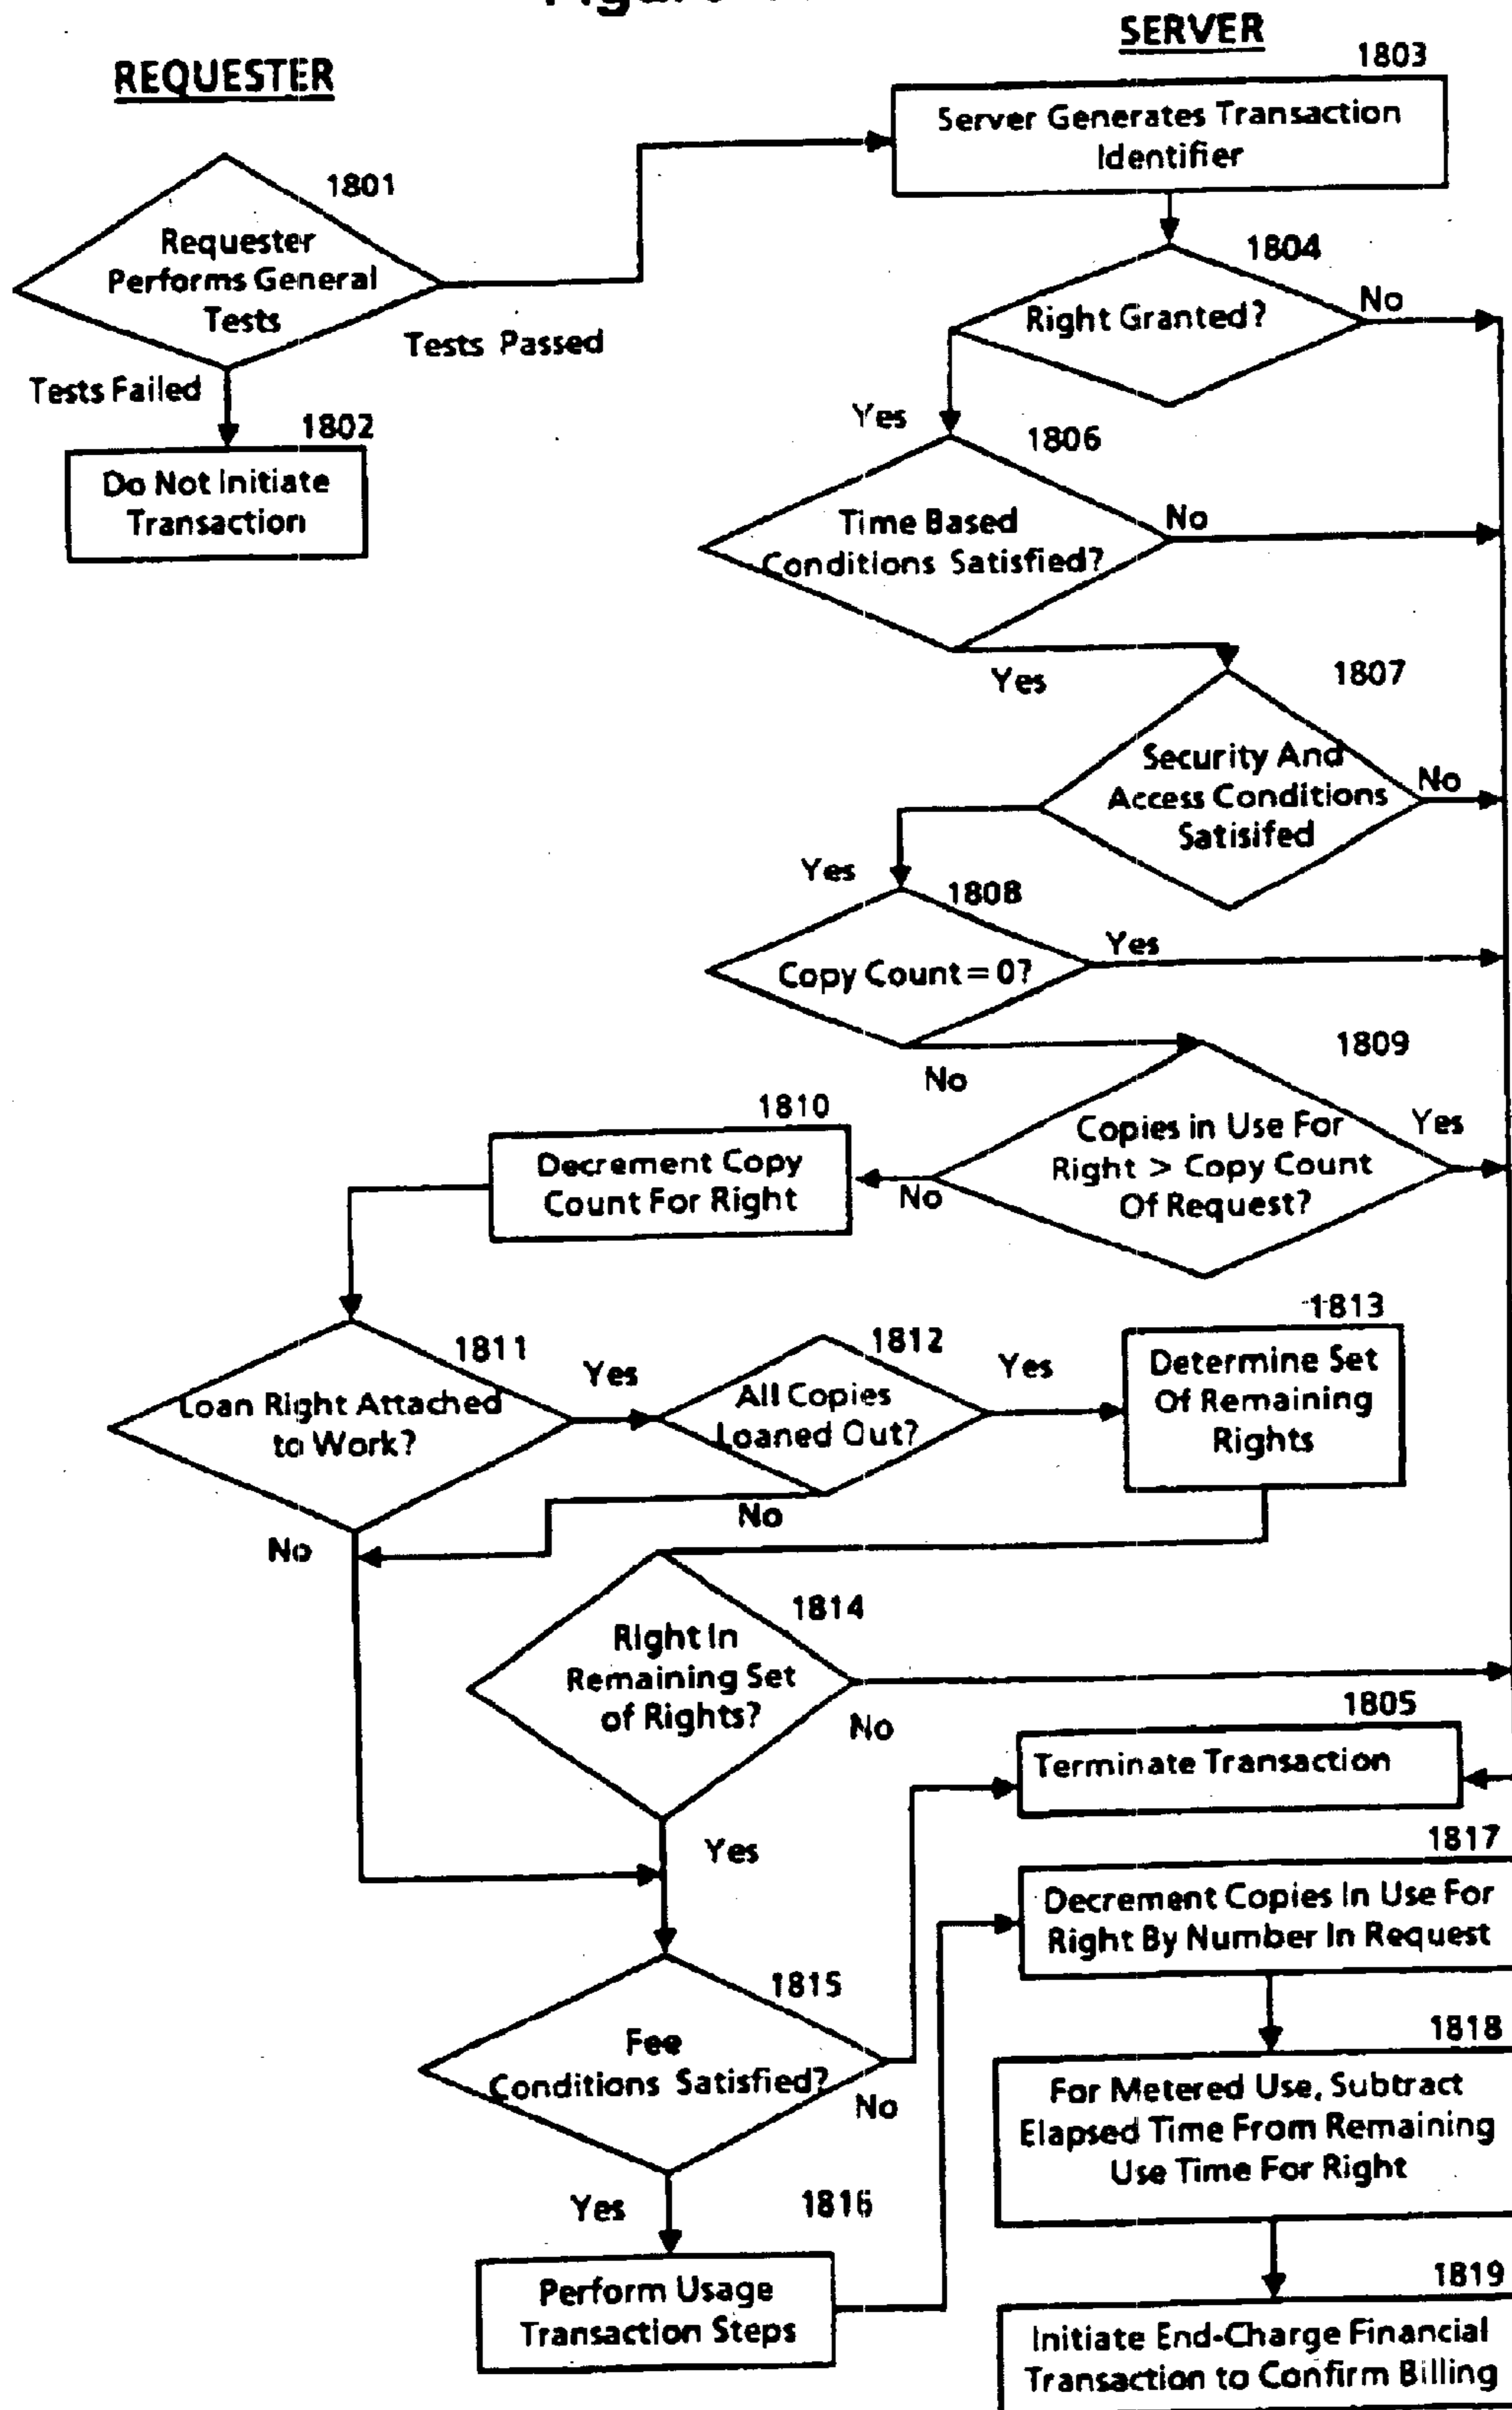 REQUESTER
SERVER
1803
Server Generates Transaction
Identifier
1801
Requester
Performs General
Tests
Tests Passed
Tests Failed
1802
Do Not Initiate
Transaction
1804
Right Granted?
No
Yes
1806
Time Based
Conditions Satisfied?
No
Yes
1807
Security And
Access Conditions
Satisifed
No
Yes
1808
Copy Count = 0?
Yes
No
1809
Copies in Use For
Right > Copy Count
Of Request?
Yes
No
1810
Decrement Copy
Count For Right
1811
Loan Right Attached
to Work?
Yes
No
1812
All Copies
Loaned Out?
Yes
No
1813
Determine Set
Of Remaining
Rights
1814
Right In
Remaining Set
of Rights?
No
Yes
1805
Terminate Transaction
1815
Fee
Conditions Satisfied?
No
Yes
1816
Perform Usage
Transaction Steps
1817
Decrement Copies In Use For
Right By Number In Request
1818
For Metered Use, Subtract
Elapsed Time From Remaining
Use Time For Right
1819
Initiate End-Charge Financial
Transaction to Confirm Billing